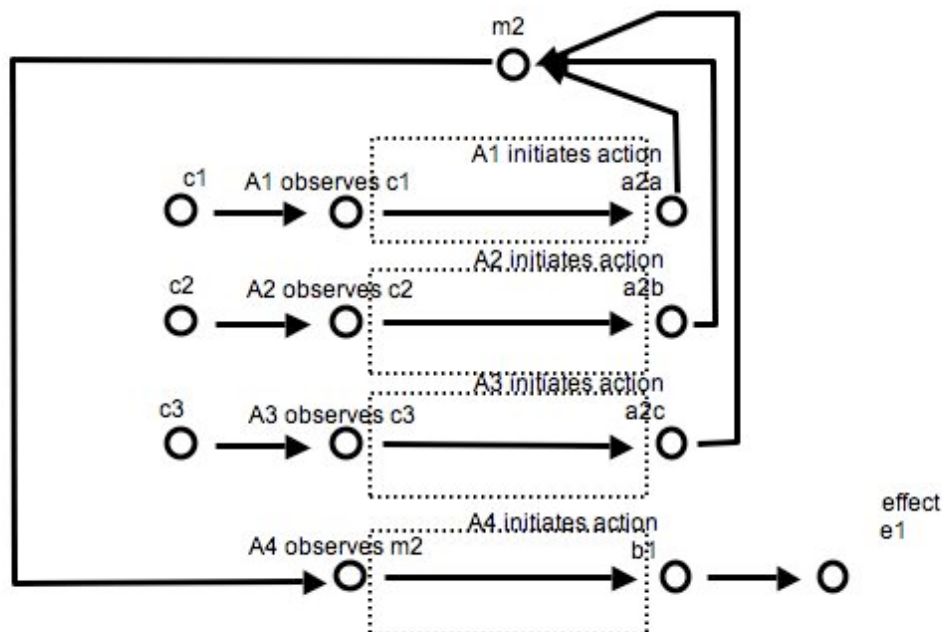 m2
A1 initiates action
c1
A1 observes c1
a2a
A2 initiates action
c2
A2 observes c2
a2b
A3 initiates action
c3
A3 observes c3
a2c
effect
e1
A4 initiates action
A4 observes m2
b1